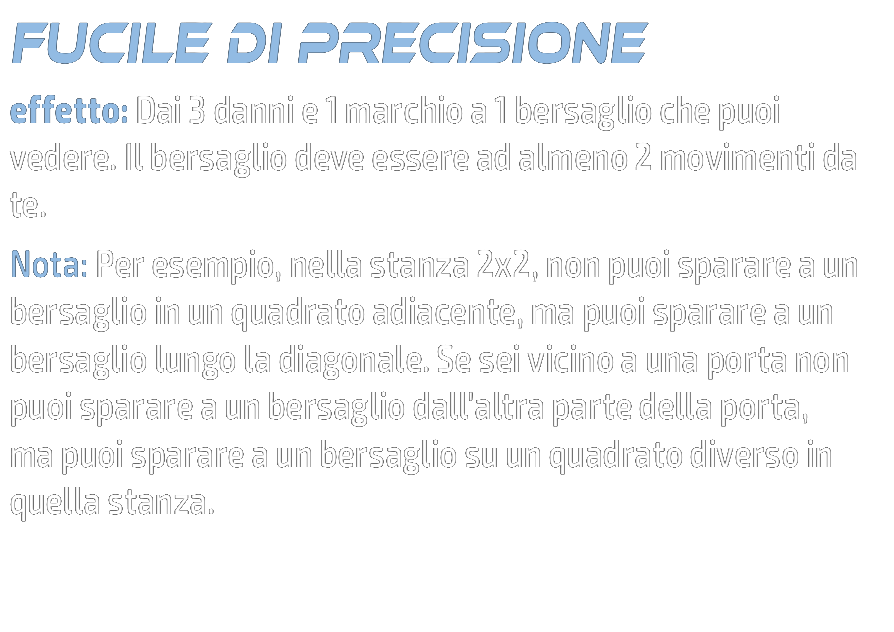 FUCILE DI PRECISIONE
effetto: Dai 3 danni e 1 marchio a 1 bersaglio che puoi
vedere. Il bersaglio deve essere ad almeno 2 movimenti da
te.
Nota: Per esempio, nella stanza 2x2, non puoi sparare a un
bersaglio in un quadrato adiacente, ma puoi sparare a un
bersaglio lungo la diagonale. Se sei vicino a una porta non
puoi sparare a un bersaglio dall'altra parte della porta,
ma puoi sparare a un bersaglio su un quadrato diverso in
quella stanza.